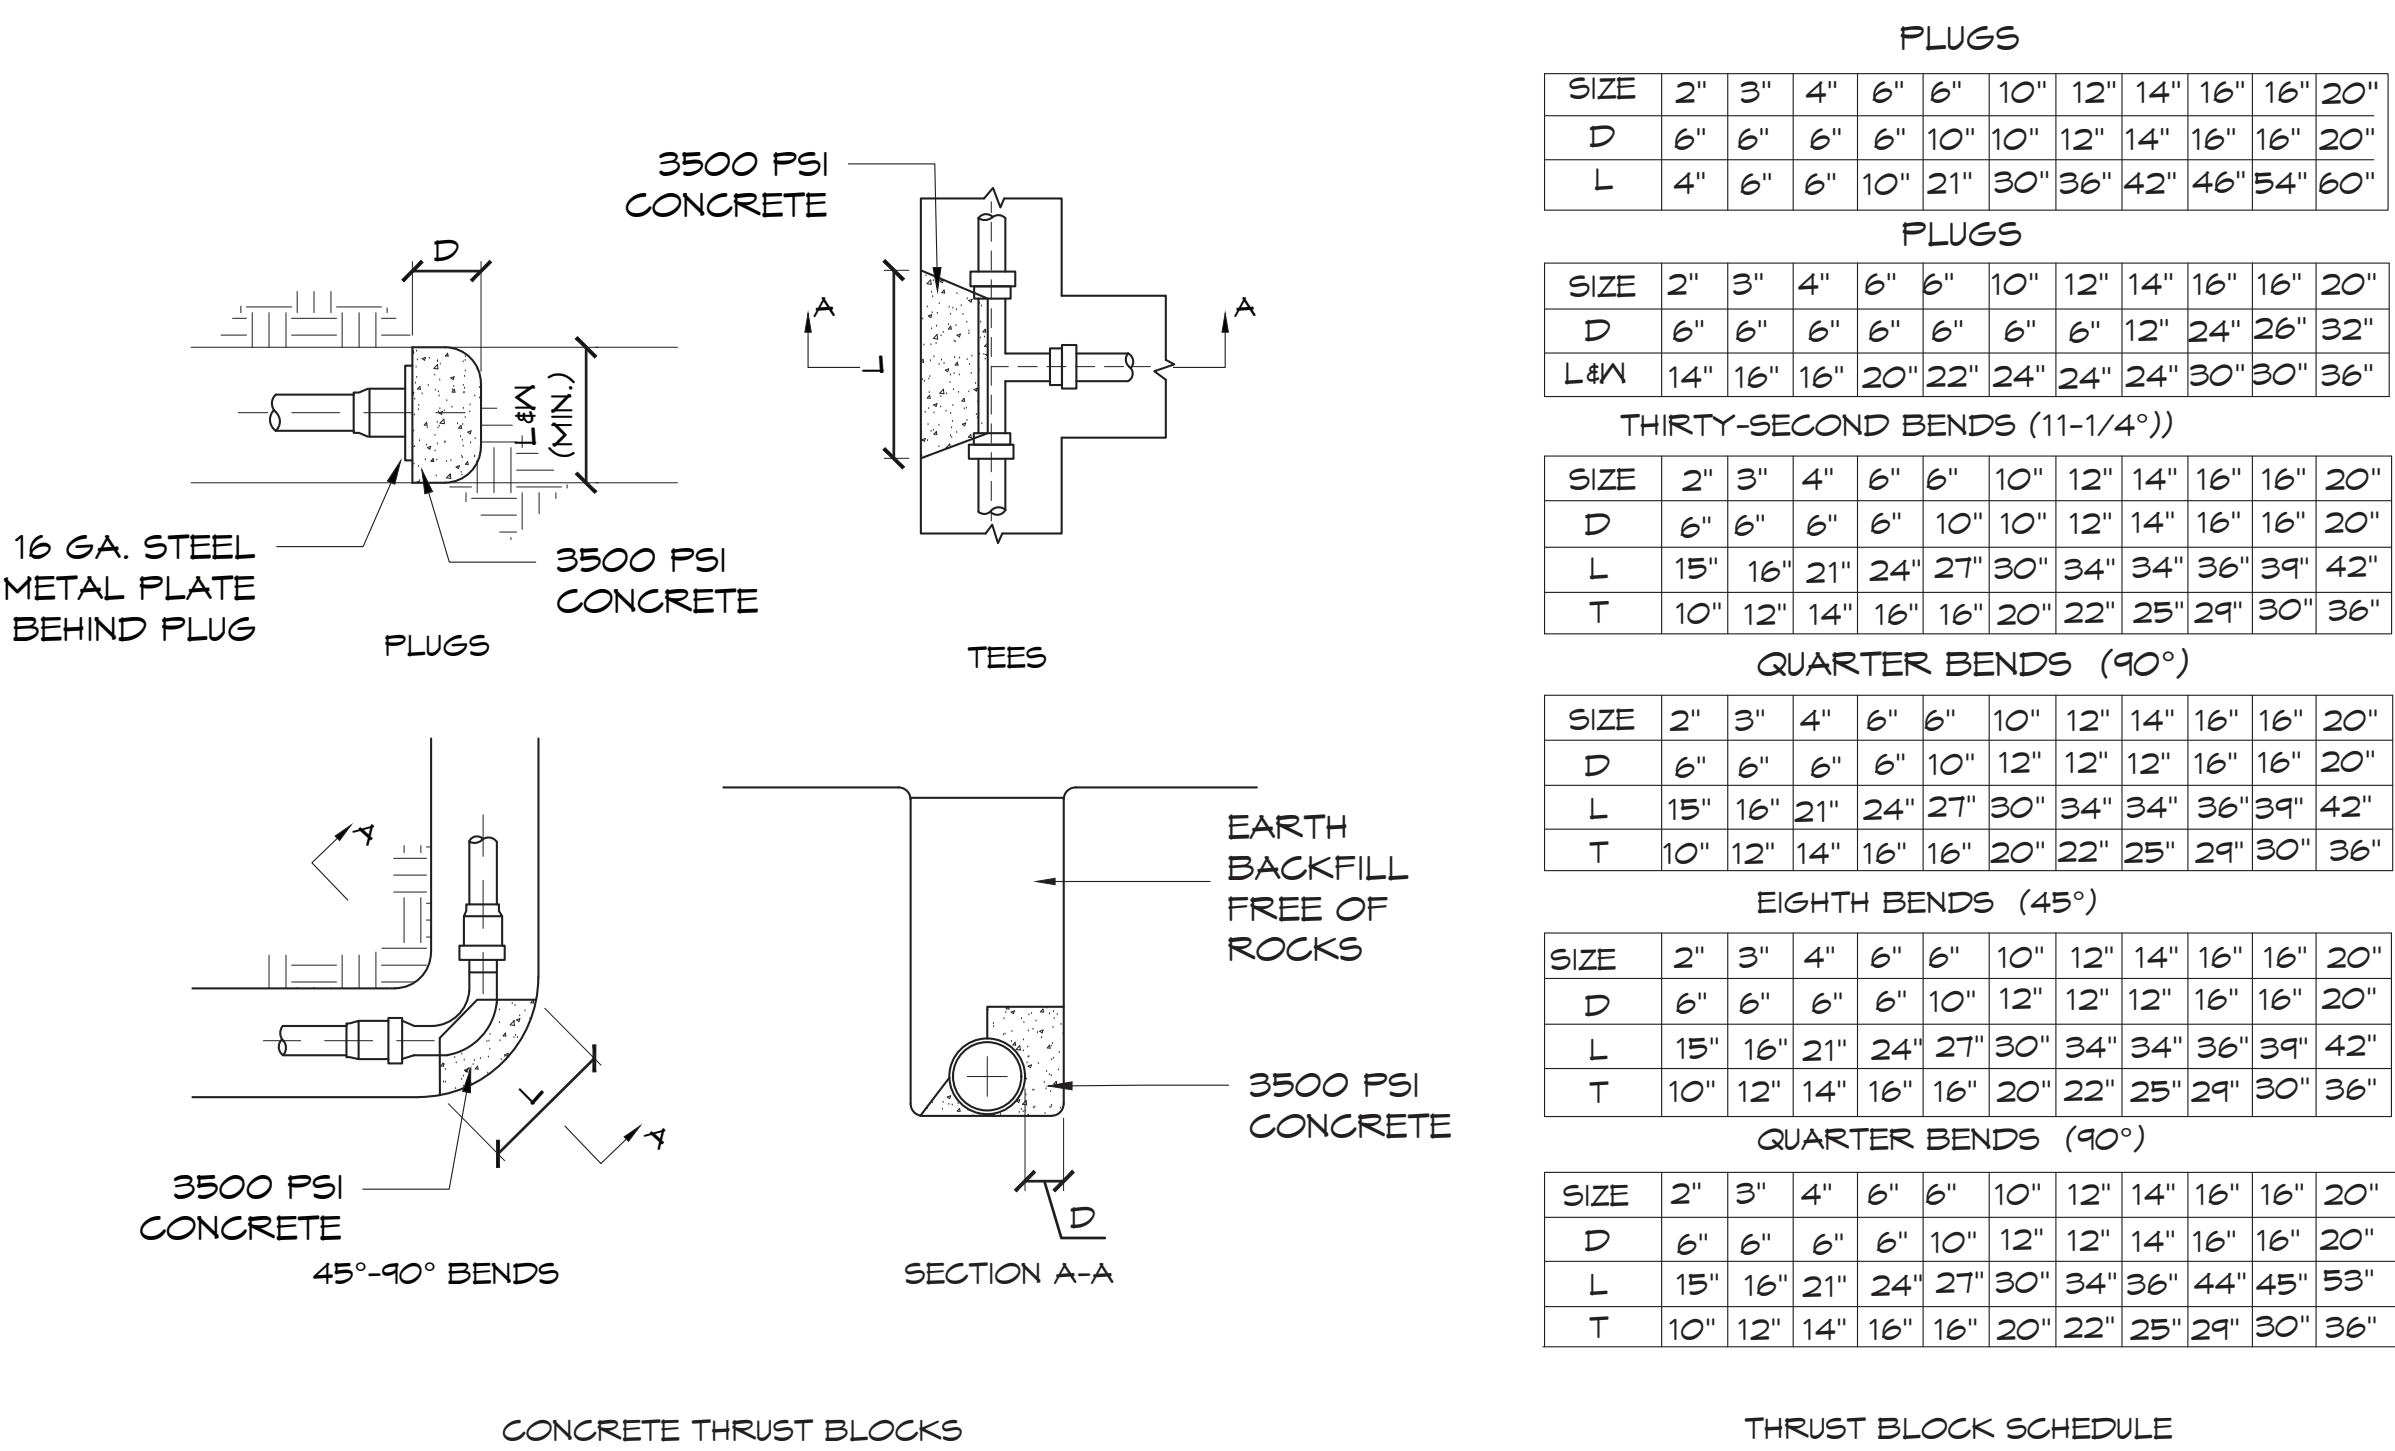 3500 PSI
CONCRETE
D
A
A
L
L&W
(MIN.)
16 GA. STEEL
METAL PLATE
BEHIND PLUG
3500 PSI
CONCRETE
PLUGS
TEES
A
A
L
3500 PSI
CONCRETE
45°-90° BENDS
EARTH
BACKFILL
FREE OF
ROCKS
3500 PSI
CONCRETE
D
SECTION A-A
CONCRETE THRUST BLOCKS
PLUGS
SIZE 2" 3" 4" 6" 6" 10" 12" 14" 16" 16" 20"
D 6" 6" 6" 6" 10" 10" 12" 14" 16" 16" 20"
L 4" 6" 6" 10" 21" 30" 36" 42" 46" 54" 60"
PLUGS
SIZE 2" 3" 4" 6" 6" 10" 12" 14" 16" 16" 20"
D 6" 6" 6" 6" 6" 6" 6" 12" 24" 26" 32"
L&W 14" 16" 16" 20" 22" 24" 24" 24" 30" 30" 36"
THIRTY-SECOND BENDS (11-1/4°))
SIZE 2" 3" 4" 6" 6" 10" 12" 14" 16" 16" 20"
D 6" 6" 6" 6" 10" 10" 12" 14" 16" 16" 20"
L 15" 16" 21" 24" 27" 30" 34" 34" 36" 39" 42"
T 10" 12" 14" 16" 16" 20" 22" 25" 29" 30" 36"
QUARTER BENDS (90°)
SIZE 2" 3" 4" 6" 6" 10" 12" 14" 16" 16" 20"
D 6" 6" 6" 6" 10" 12" 12" 12" 16" 16" 20"
L 15" 16" 21" 24" 27" 30" 34" 34" 36" 39" 42"
T 10" 12" 14" 16" 16" 20" 22" 25" 29" 30" 36"
EIGHTH BENDS (45°)
SIZE 2" 3" 4" 6" 6" 10" 12" 14" 16" 16" 20"
D 6" 6" 6" 6" 10" 12" 12" 12" 16" 16" 20"
L 15" 16" 21" 24" 27" 30" 34" 34" 36" 39" 42"
T 10" 12" 14" 16" 16" 20" 22" 25" 29" 30" 36"
QUARTER BENDS (90°)
SIZE 2" 3" 4" 6" 6" 10" 12" 14" 16" 16" 20"
D 6" 6" 6" 6" 10" 12" 12" 14" 16" 16" 20"
L 15" 16" 21" 24" 27" 30" 34" 36" 44" 45" 53"
T 10" 12" 14" 16" 16" 20" 22" 25" 29" 30" 36"
THRUST BLOCK SCHEDULE